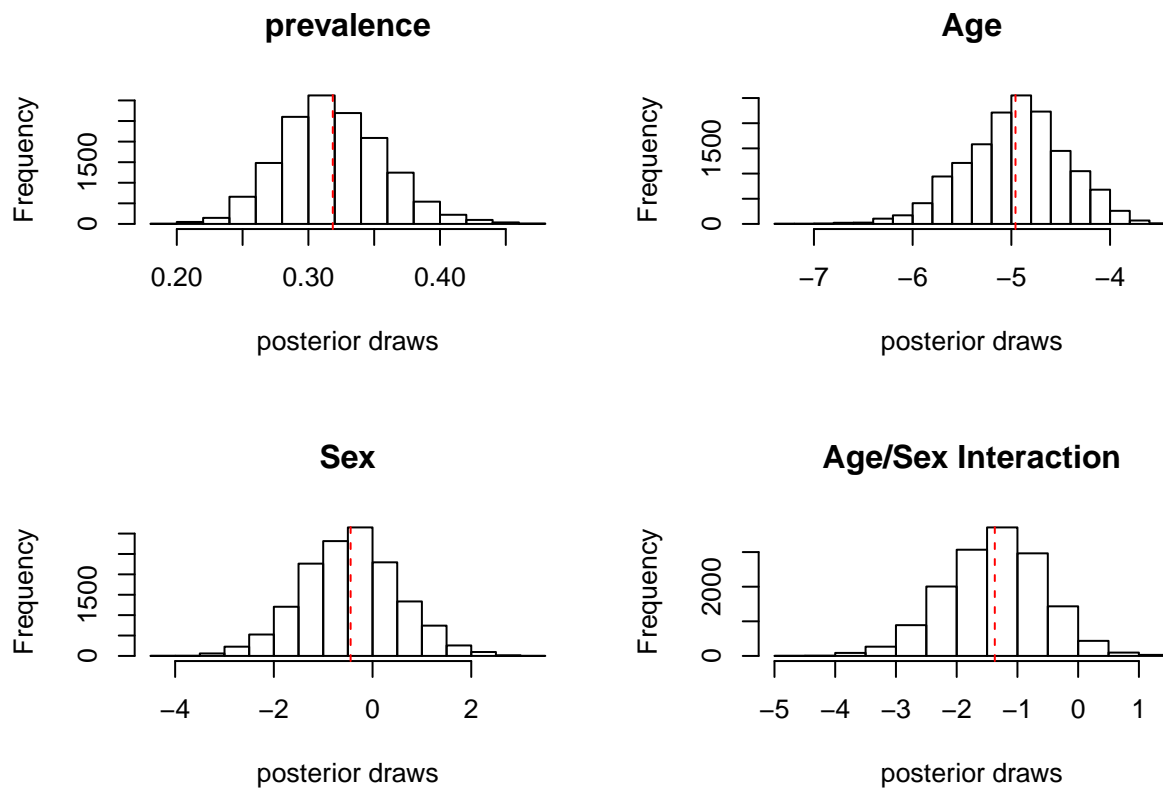 prevalence
Frequency
0 1500
0.20 0.30 0.40
posterior draws
Age
Frequency
0 1500
−7 −6 −5 −4
posterior draws
Sex
Frequency
0 1500
−4 −2 0 2
posterior draws
Age/Sex Interaction
Frequency
0 2000
−5 −4 −3 −2 −1 0 1
posterior draws